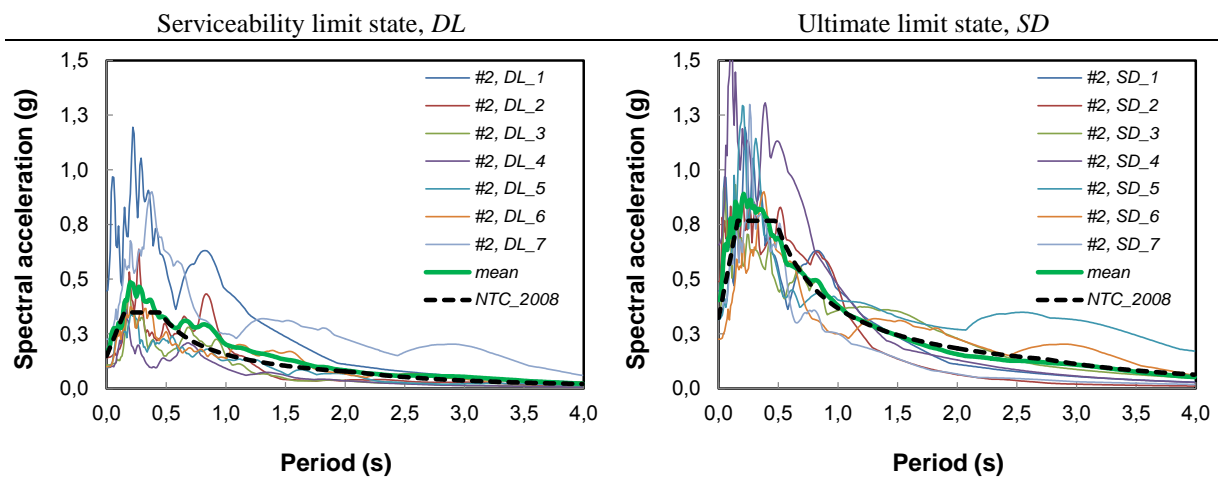 Serviceability limit state, DL
Ultimate limit state, SD
1,5
1,3
1,0
0,8
0,5
0,3
0,0
Spectral acceleration (g)
#2, DL_1
#2, DL_2
#2, DL_3
#2, DL_4
#2, DL_5
#2, DL_6
#2, DL_7
mean
NTC_2008
0,0 0,5 1,0 1,5 2,0 2,5 3,0 3,5 4,0
Period (s)
1,5
1,3
1,0
0,8
0,5
0,3
0,0
Spectral acceleration (g)
#2, SD_1
#2, SD_2
#2, SD_3
#2, SD_4
#2, SD_5
#2, SD_6
#2, SD_7
mean
NTC_2008
0,0 0,5 1,0 1,5 2,0 2,5 3,0 3,5 4,0
Period (s)